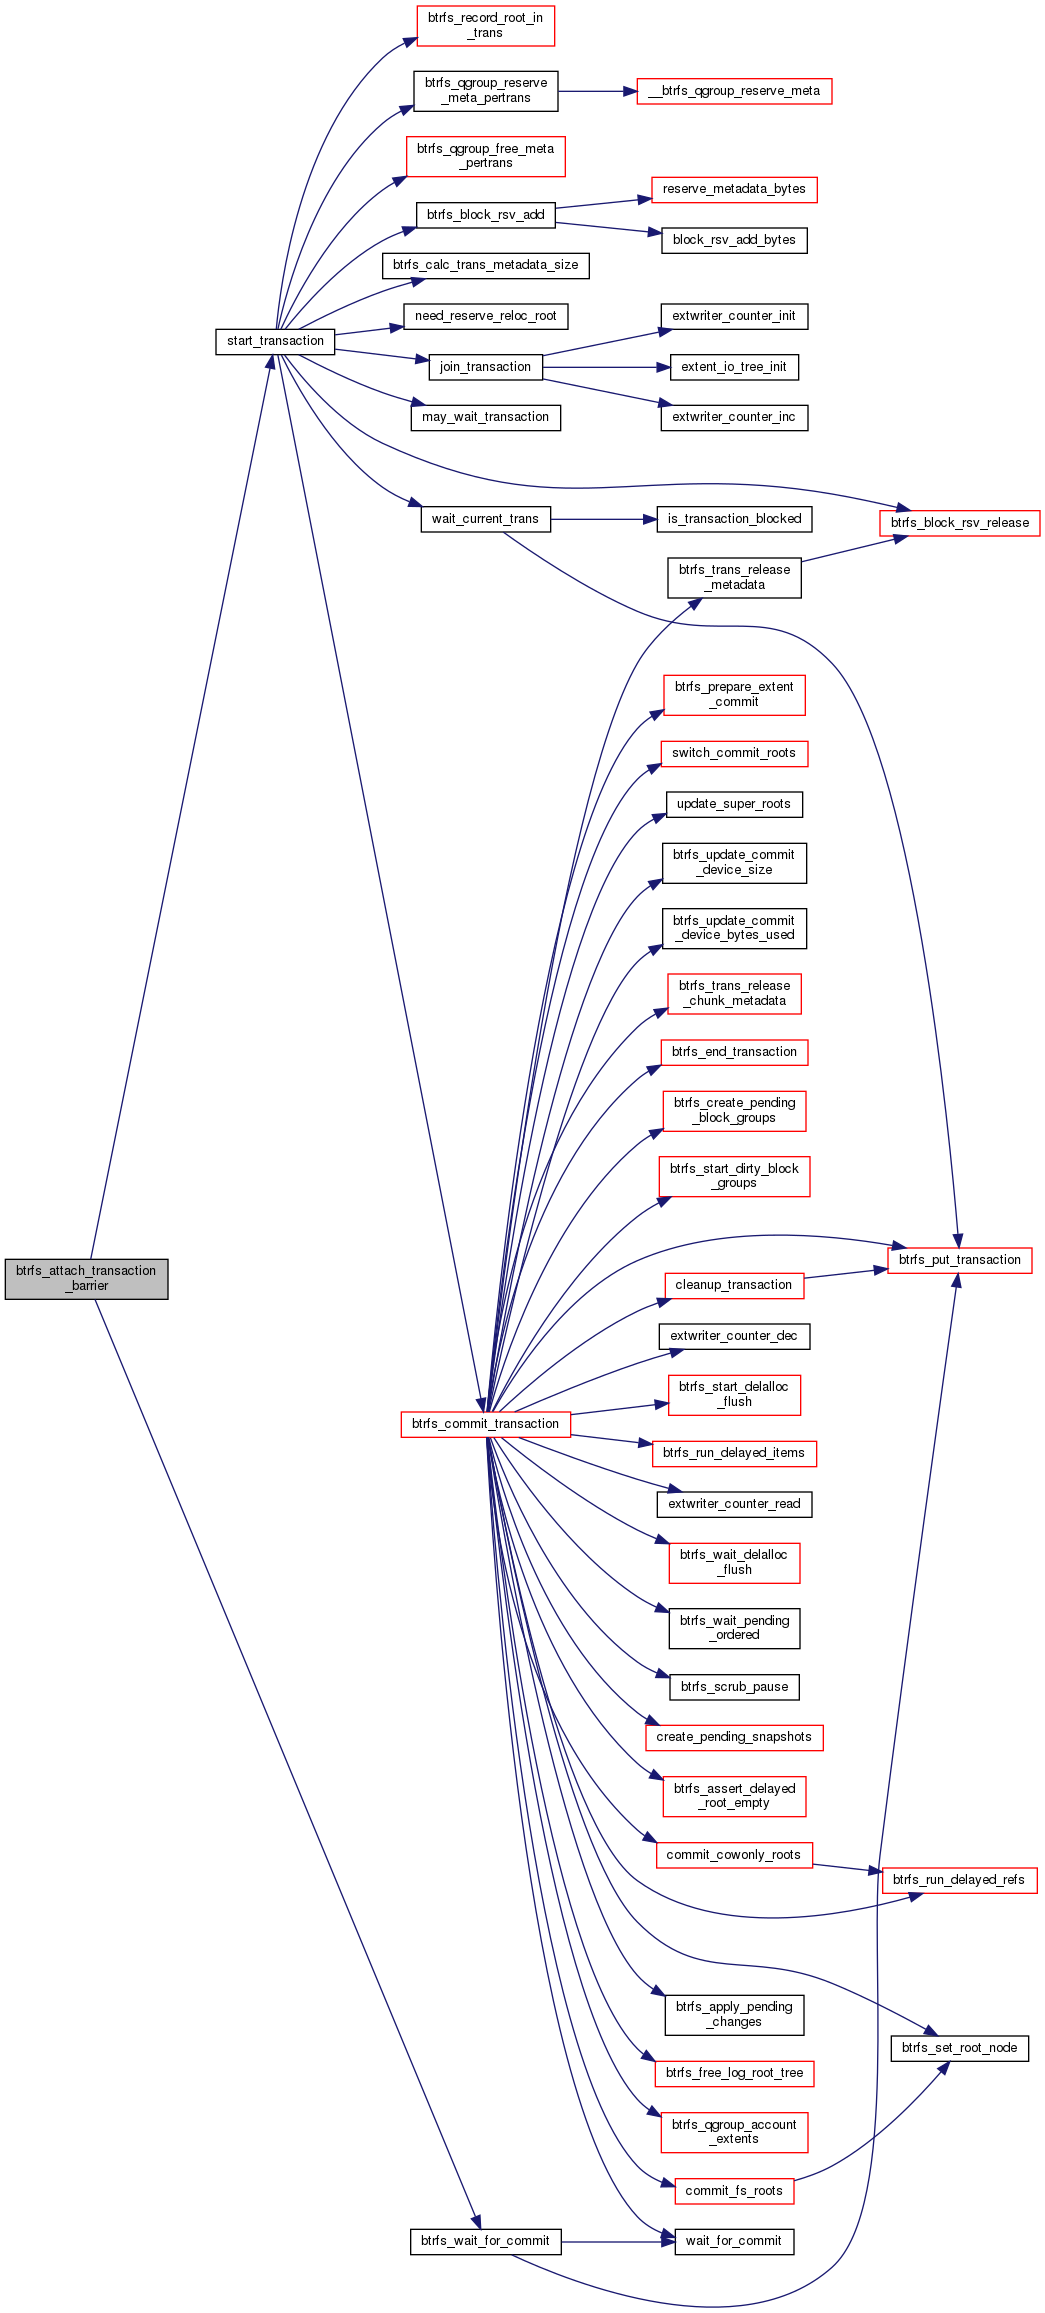 btrfs_record_root_in
_trans
btrfs_qgroup_reserve
_meta_pertrans
__btrfs_qgroup_reserve_meta
btrfs_qgroup_free_meta
_pertrans
reserve_metadata_bytes
btrfs_block_rsv_add
block_rsv_add_bytes
btrfs_calc_trans_metadata_size
need_reserve_reloc_root
extwriter_counter_init
start_transaction
join_transaction
extent_io_tree_init
may_wait_transaction
extwriter_counter_inc
wait_current_trans
is_transaction_blocked
btrfs_block_rsv_release
btrfs_trans_release
_metadata
btrfs_prepare_extent
_commit
switch_commit_roots
update_super_roots
btrfs_update_commit
_device_size
btrfs_update_commit
_device_bytes_used
btrfs_trans_release
_chunk_metadata
btrfs_end_transaction
btrfs_create_pending
_block_groups
btrfs_start_dirty_block
_groups
btrfs_attach_transaction
_barrier
btrfs_put_transaction
cleanup_transaction
extwriter_counter_dec
btrfs_start_delalloc
_flush
btrfs_commit_transaction
btrfs_run_delayed_items
extwriter_counter_read
btrfs_wait_delalloc
_flush
btrfs_wait_pending
_ordered
btrfs_scrub_pause
create_pending_snapshots
btrfs_assert_delayed
_root_empty
commit_cowonly_roots
btrfs_run_delayed_refs
btrfs_apply_pending
_changes
btrfs_set_root_node
btrfs_free_log_root_tree
btrfs_qgroup_account
_extents
commit_fs_roots
btrfs_wait_for_commit
wait_for_commit